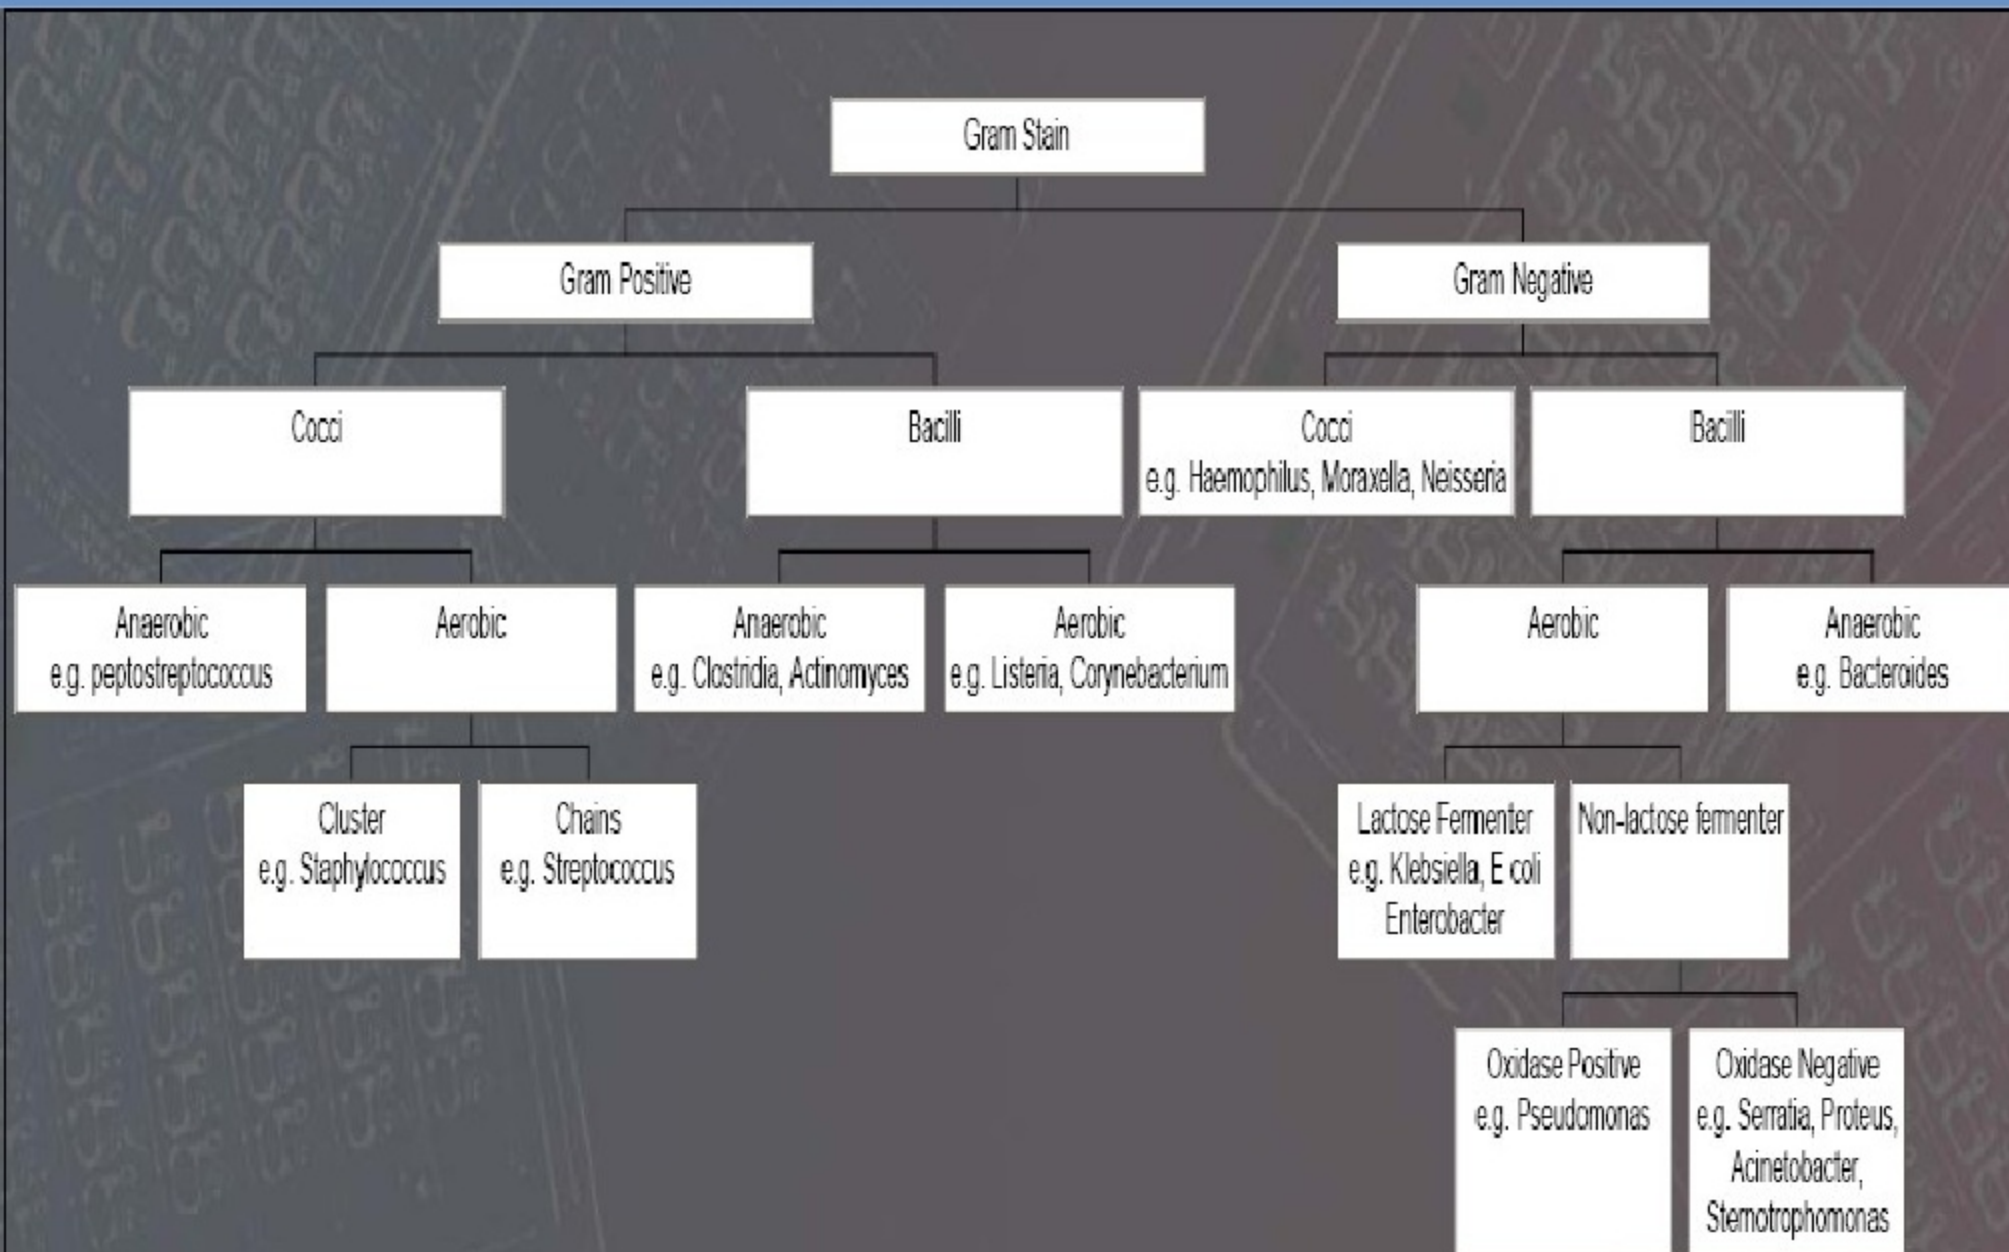 Gram Stain
Gram Positive
Gram Negative
Cocci
Bacilli
Cocci
e.g. Haemophilus, Moraxella, Neisseria
Bacilli
Anaerobic
e.g. peptostreptococcus
Aerobic
Anaerobic
e.g. Clostridia, Actinomyces
Aerobic
e.g. Listeria, Corynebacterium
Aerobic
Anaerobic
e.g. Bacteroides
Cluster
e.g. Staphylococcus
Chains
e.g. Streptococcus
Lactose Fermenter
e.g. Klebsiella, E coli
Enterobacter
Non-lactose fermenter
Oxidase Positive
e.g. Pseudomonas
Oxidase Negative
e.g. Serratia, Proteus,
Acinetobacter,
Stemotrophomonas